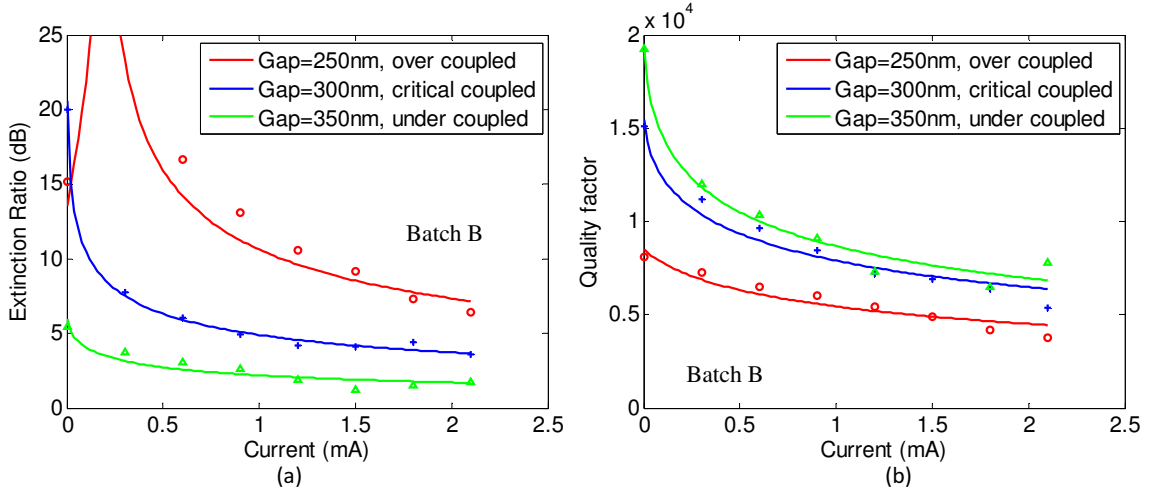 25
20
15
10
5
0
Extinction Ratio (dB)
Gap=250nm, over coupled
Gap=300nm, critical coupled
Gap=350nm, under coupled
Batch B
0 0.5 1 1.5 2 2.5
Current (mA)
(a)
x 10^4
2
1.5
1
0.5
0
Quality factor
Gap=250nm, over coupled
Gap=300nm, critical coupled
Gap=350nm, under coupled
Batch B
0 0.5 1 1.5 2 2.5
Current (mA)
(b)